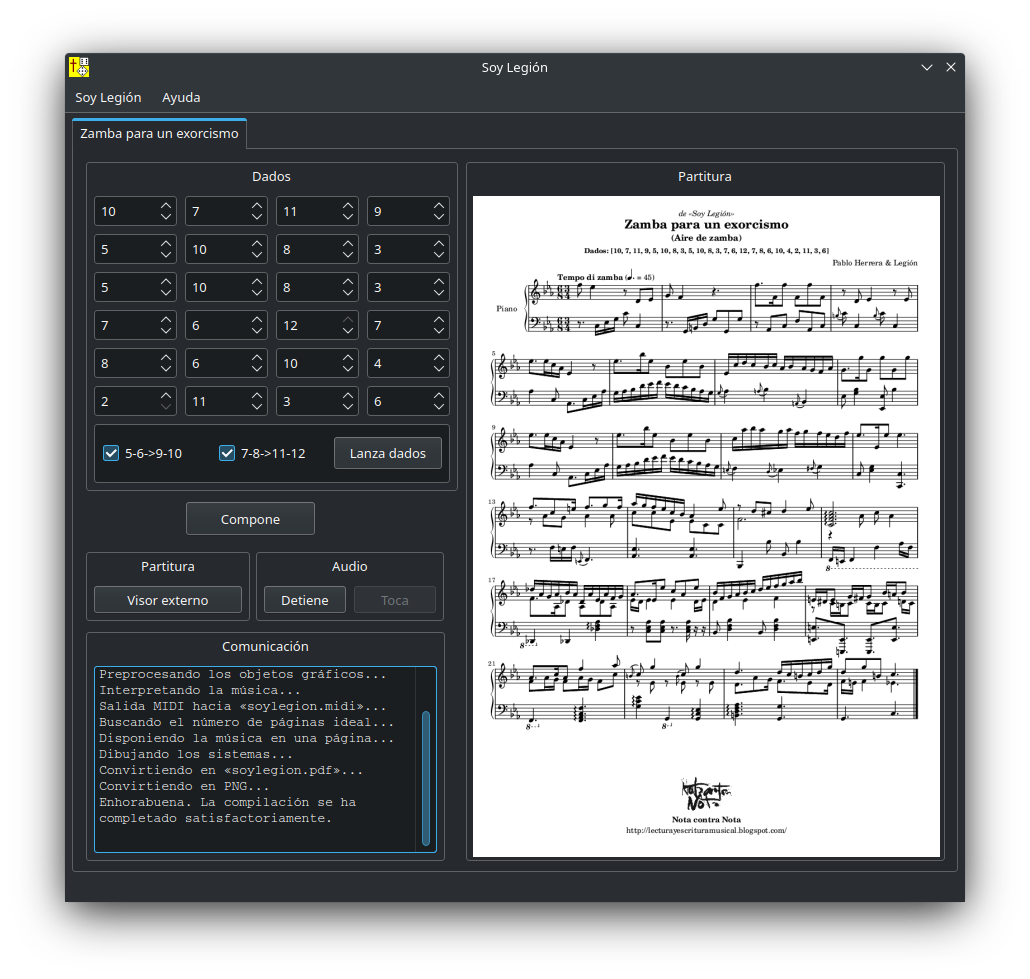 Soy Legión
Soy Legión Ayuda
Zamba para un exorcismo
Dados
10 7 11 9
5 10 8 3
5 10 8 3
7 6 12 7
8 6 10 4
2 11 3 6
5-6->9-10 7-8->11-12 Lanza dados
Compone
Partitura Audio
Visor externo Detiene Toca
Comunicación
Preprocesando los objetos gráficos...
Interpretando la música...
Salida MIDI hacia «soylegion.midi»...
Buscando el número de páginas ideal...
Disponiendo la música en una página...
Dibujando los sistemas...
Convirtiendo en «soylegion.pdf»...
Convirtiendo en PNG...
Enhorabuena. La compilación se ha
completado satisfactoriamente.
Partitura
de «Soy Legión»
Zamba para un exorcismo
(Aire de zamba)
Dados: [10, 7, 11, 9, 5, 10, 8, 3, 5, 10, 8, 3, 7, 6, 12, 7, 8, 6, 10, 4, 2, 11, 3, 6]
Pablo Herrera & Legión
Tempo di zamba (♩. = 45)
Piano
5
9
13
8
17
8
21
8 8
Nota contra Nota
http://lecturayescrituramusical.blogspot.com/